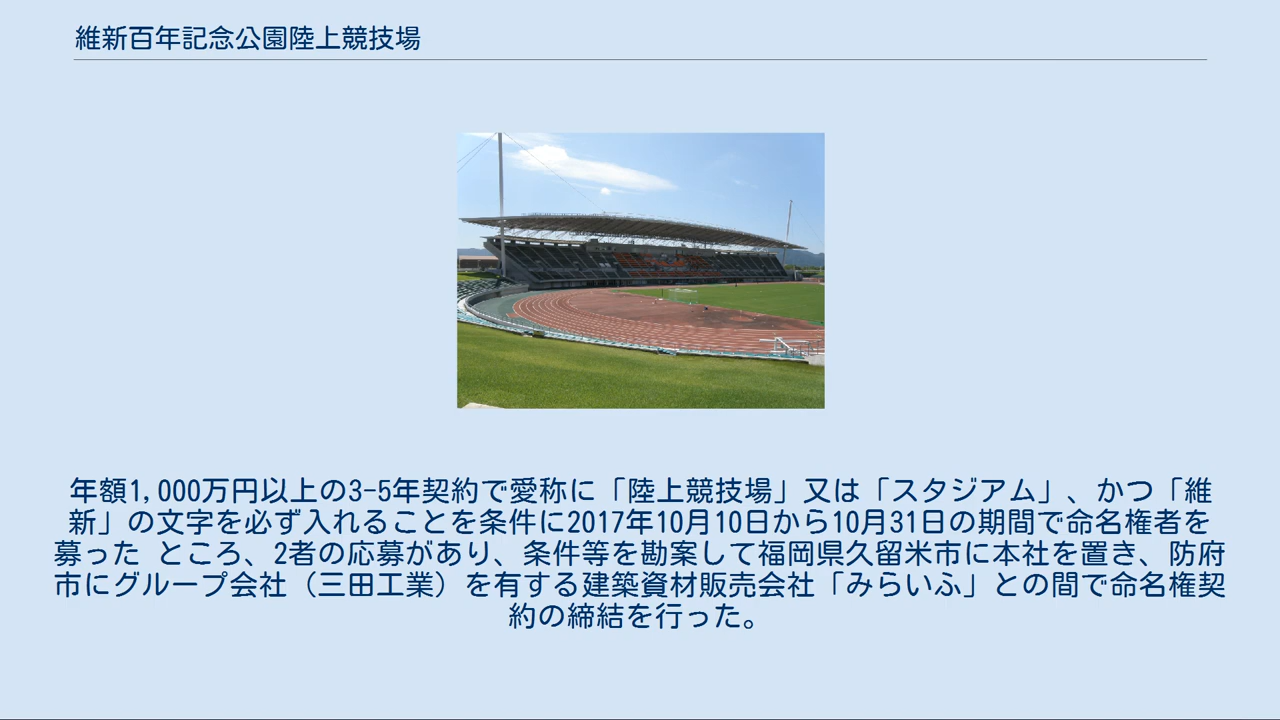 維新百年記念公園陸上競技場
年額1,000万円以上の3-5年契約で愛称に「陸上競技場」又は「スタジアム」、かつ「維
新」の文字を必ず入れることを条件に2017年10月10日から10月31日の期間で命名権者を
募った ところ、2者の応募があり、条件等を勘案して福岡県久留米市に本社を置き、防府
市にグループ会社（三田工業）を有する建築資材販売会社「みらいふ」との間で命名権契
約の締結を行った。